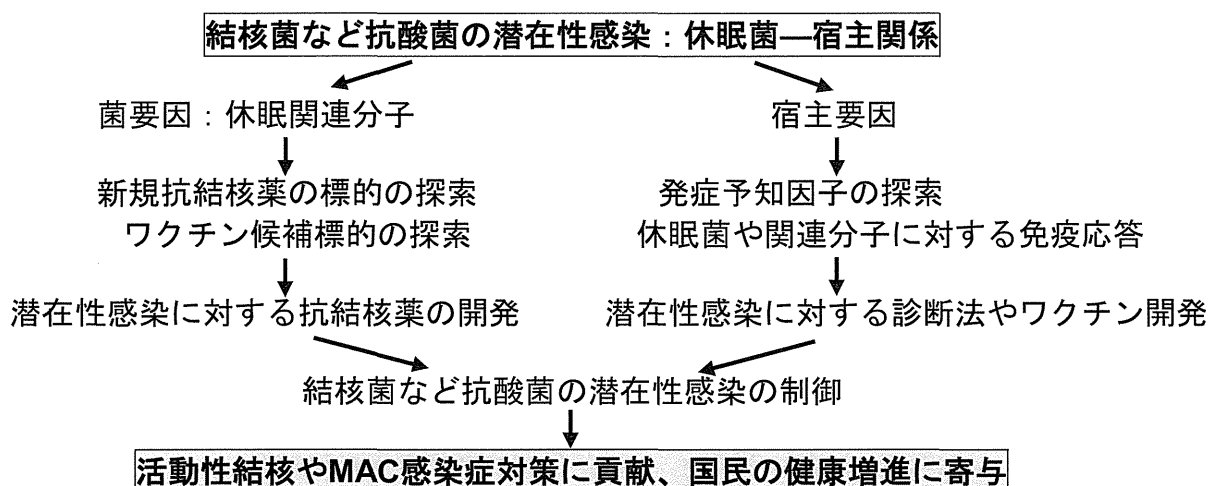 結核菌など抗酸菌の潜在性感染：休眠菌―宿主関係
菌要因：休眠関連分子
宿主要因
新規抗結核薬の標的の探索
ワクチン候補標的の探索
発症予知因子の探索
休眠菌や関連分子に対する免疫応答
潜在性感染に対する抗結核薬の開発
潜在性感染に対する診断法やワクチン開発
結核菌など抗酸菌の潜在性感染の制御
活動性結核やMAC感染症対策に貢献、国民の健康増進に寄与